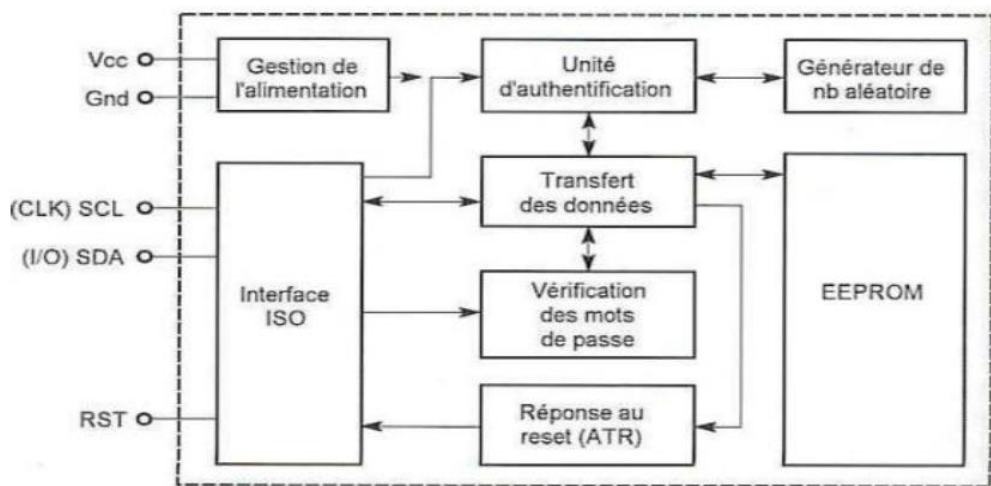 Vcc
Gnd
Gestion de
l'alimentation
Unité
d'authentification
Générateur de
nb aléatoire
(CLK) SCL
(I/O) SDA
RST
Interface
ISO
Transfert
des données
Vérification
des mots
de passe
Réponse au
reset (ATR)
EEPROM